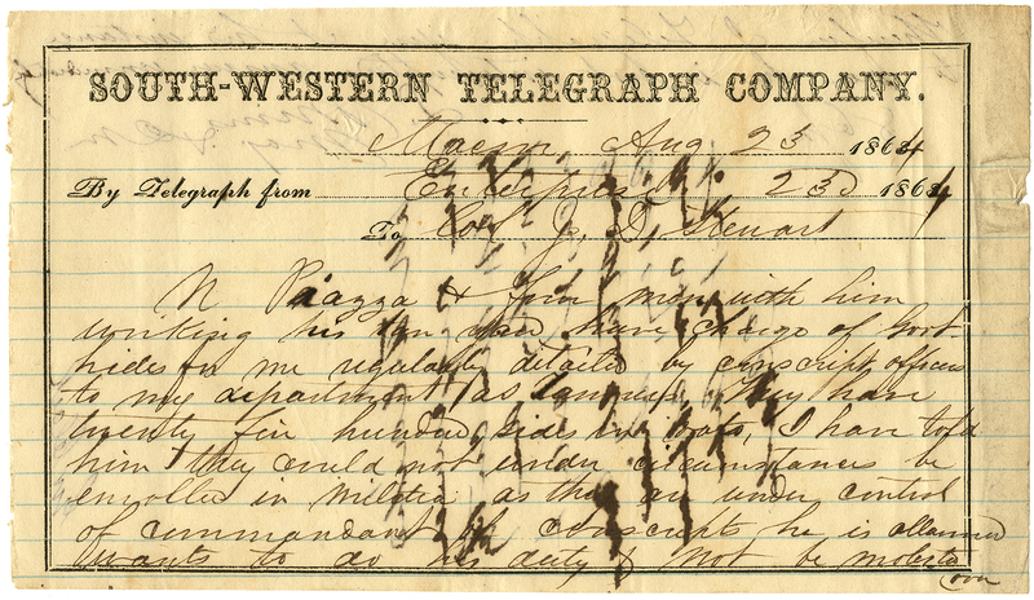 SOUTH-WESTERN TELEGRAPH COMPANY.
Macon, Aug 23 1864
By Telegraph from Enterprise 23d 1864
To Col J, D, Stewart
N Piazza & four men with him
working his tan yard have charge of Govt
hides for me regularly detailed by conscript officers
to my department as tanners, They have
twenty five hundred sides in vats, I have told
him they could not under circumstances be
enrolled in militia as they are under control
of commandant of conscripts, he is alarmed
wants to do his duty & not be molested